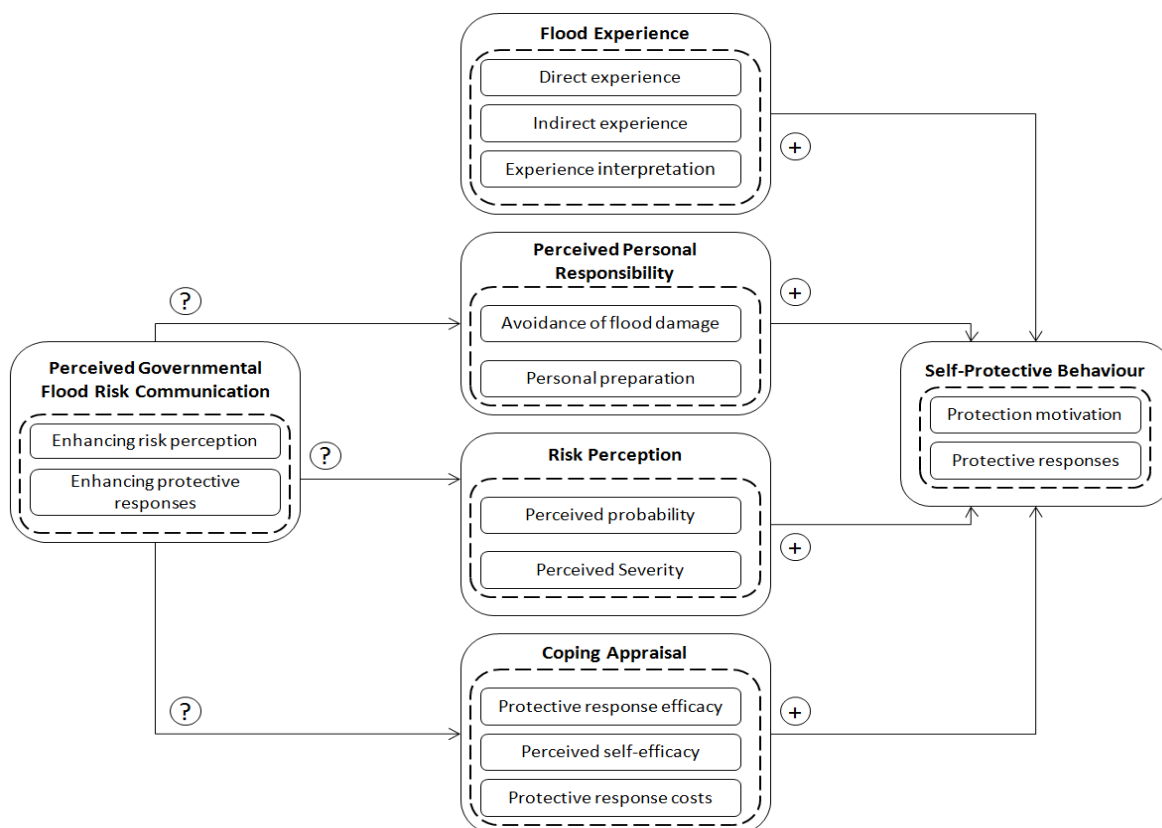 Flood Experience
Direct experience
Indirect experience
Experience interpretation
+
Perceived Personal
Responsibility
Avoidance of flood damage
Personal preparation
+
?
Perceived Governmental
Flood Risk Communication
Enhancing risk perception
Enhancing protective
responses
?
Risk Perception
Perceived probability
Perceived Severity
+
Self-Protective Behaviour
Protection motivation
Protective responses
?
Coping Appraisal
Protective response efficacy
Perceived self-efficacy
Protective response costs
+